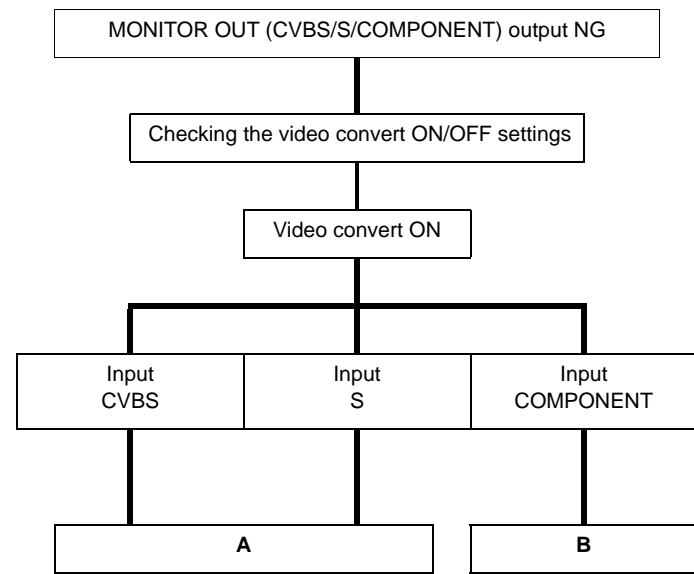 MONITOR OUT (CVBS/S/COMPONENT) output NG
Checking the video convert ON/OFF settings
Video convert ON
Input
CVBS
Input
S
Input
COMPONENT
A
B